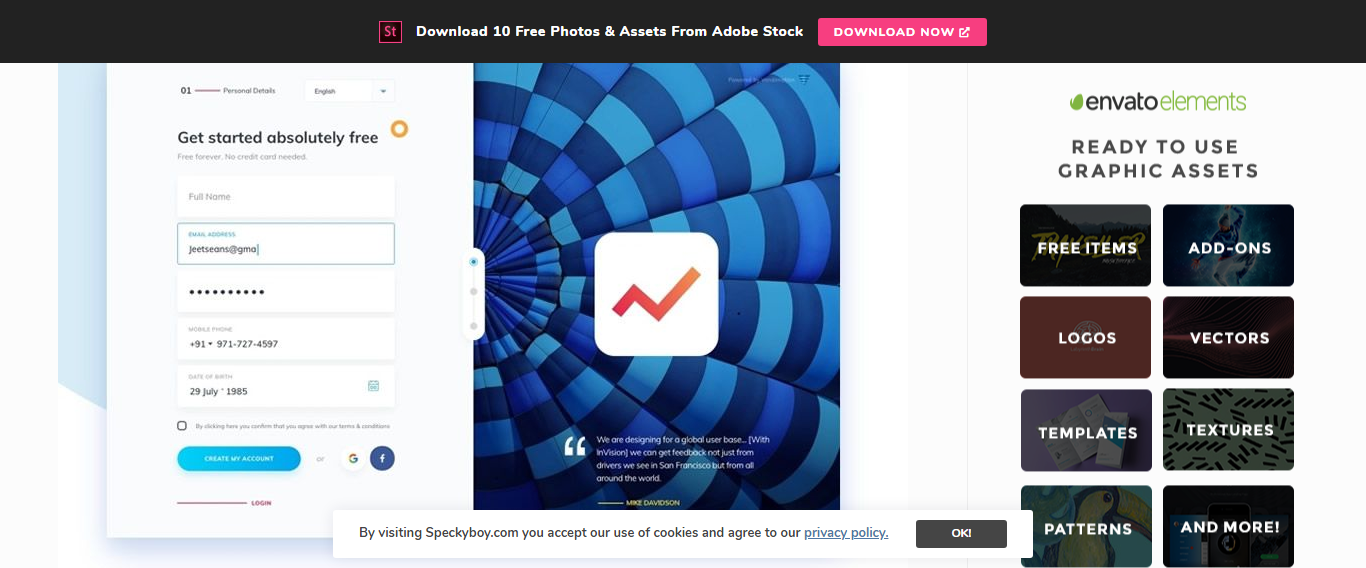 St Download 10 Free Photos & Assets From Adobe Stock DOWNLOAD NOW
01 Personal Details English
Get started absolutely free
Free forever. No credit card needed.
Full Name
EMAIL ADDRESS
Jeetseans@gma
••••••••••
MOBILE PHONE
+91 971-727-4597
DATE OF BIRTH
29 July ' 1985
By clicking here you confirm that you agree with our terms & conditions
CREATE MY ACCOUNT or G f
LOGIN
Powered by
“ We are designing for a global user base... [With
InVision] we can get feedback not just from
drivers we see in San Francisco but from all
around the world.
MIKE DAVIDSON
envato elements
READY TO USE
GRAPHIC ASSETS
FREE ITEMS ADD-ONS
LOGOS VECTORS
TEMPLATES TEXTURES
PATTERNS AND MORE!
By visiting Speckyboy.com you accept our use of cookies and agree to our privacy policy. OK!